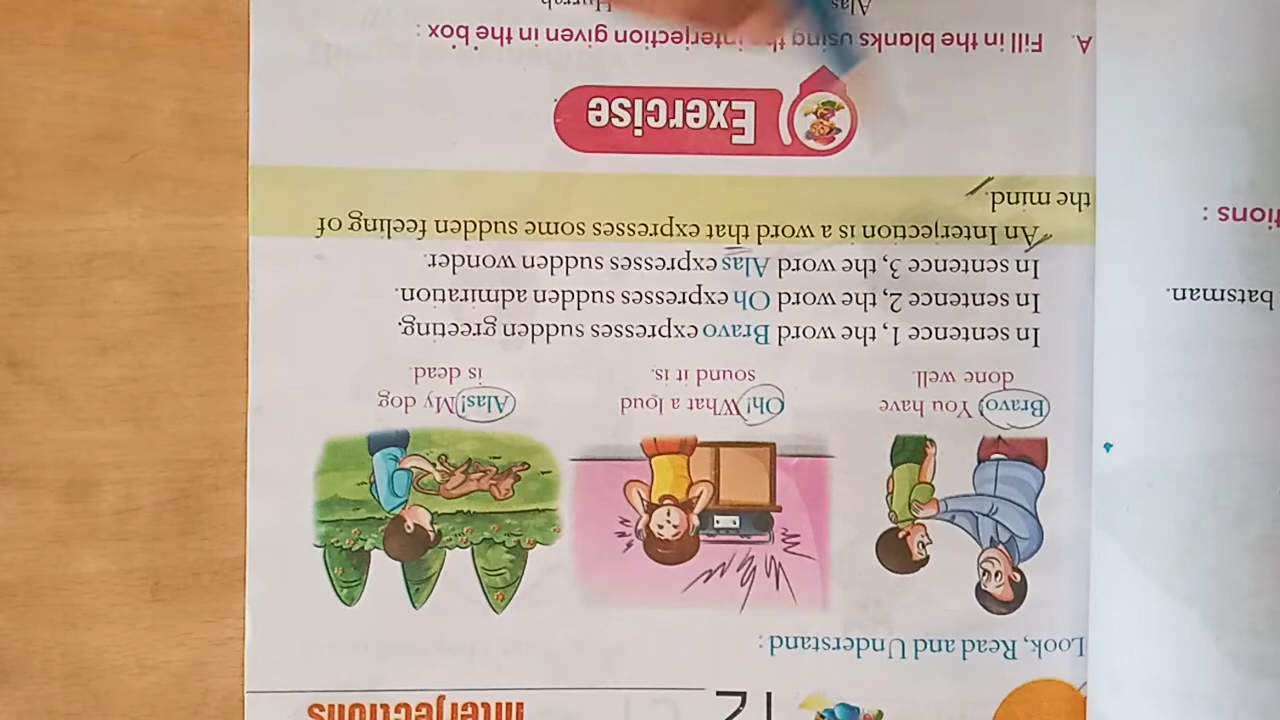 12
Interjections
Look, Read and Understand :
Bravo! You have
done well.
Oh! What a loud
sound it is.
Alas! My dog
is dead.
In sentence 1, the word Bravo expresses sudden greeting.
In sentence 2, the word Oh expresses sudden admiration.
In sentence 3, the word Alas expresses sudden wonder.
An Interjection is a word that expresses some sudden feeling of
the mind.
Exercise
A. Fill in the blanks using the interjection given in the box :
Alas
Hurrah
batsman.
tions :